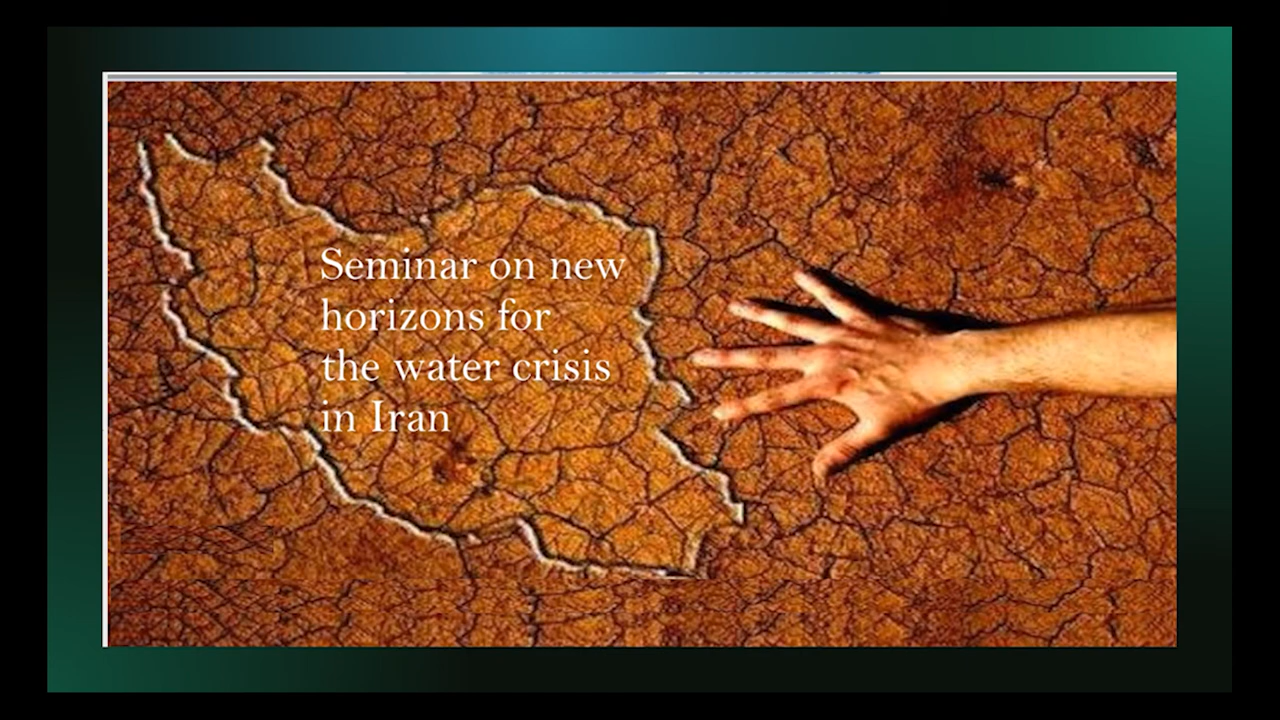 Seminar on new
horizons for
the water crisis
in Iran